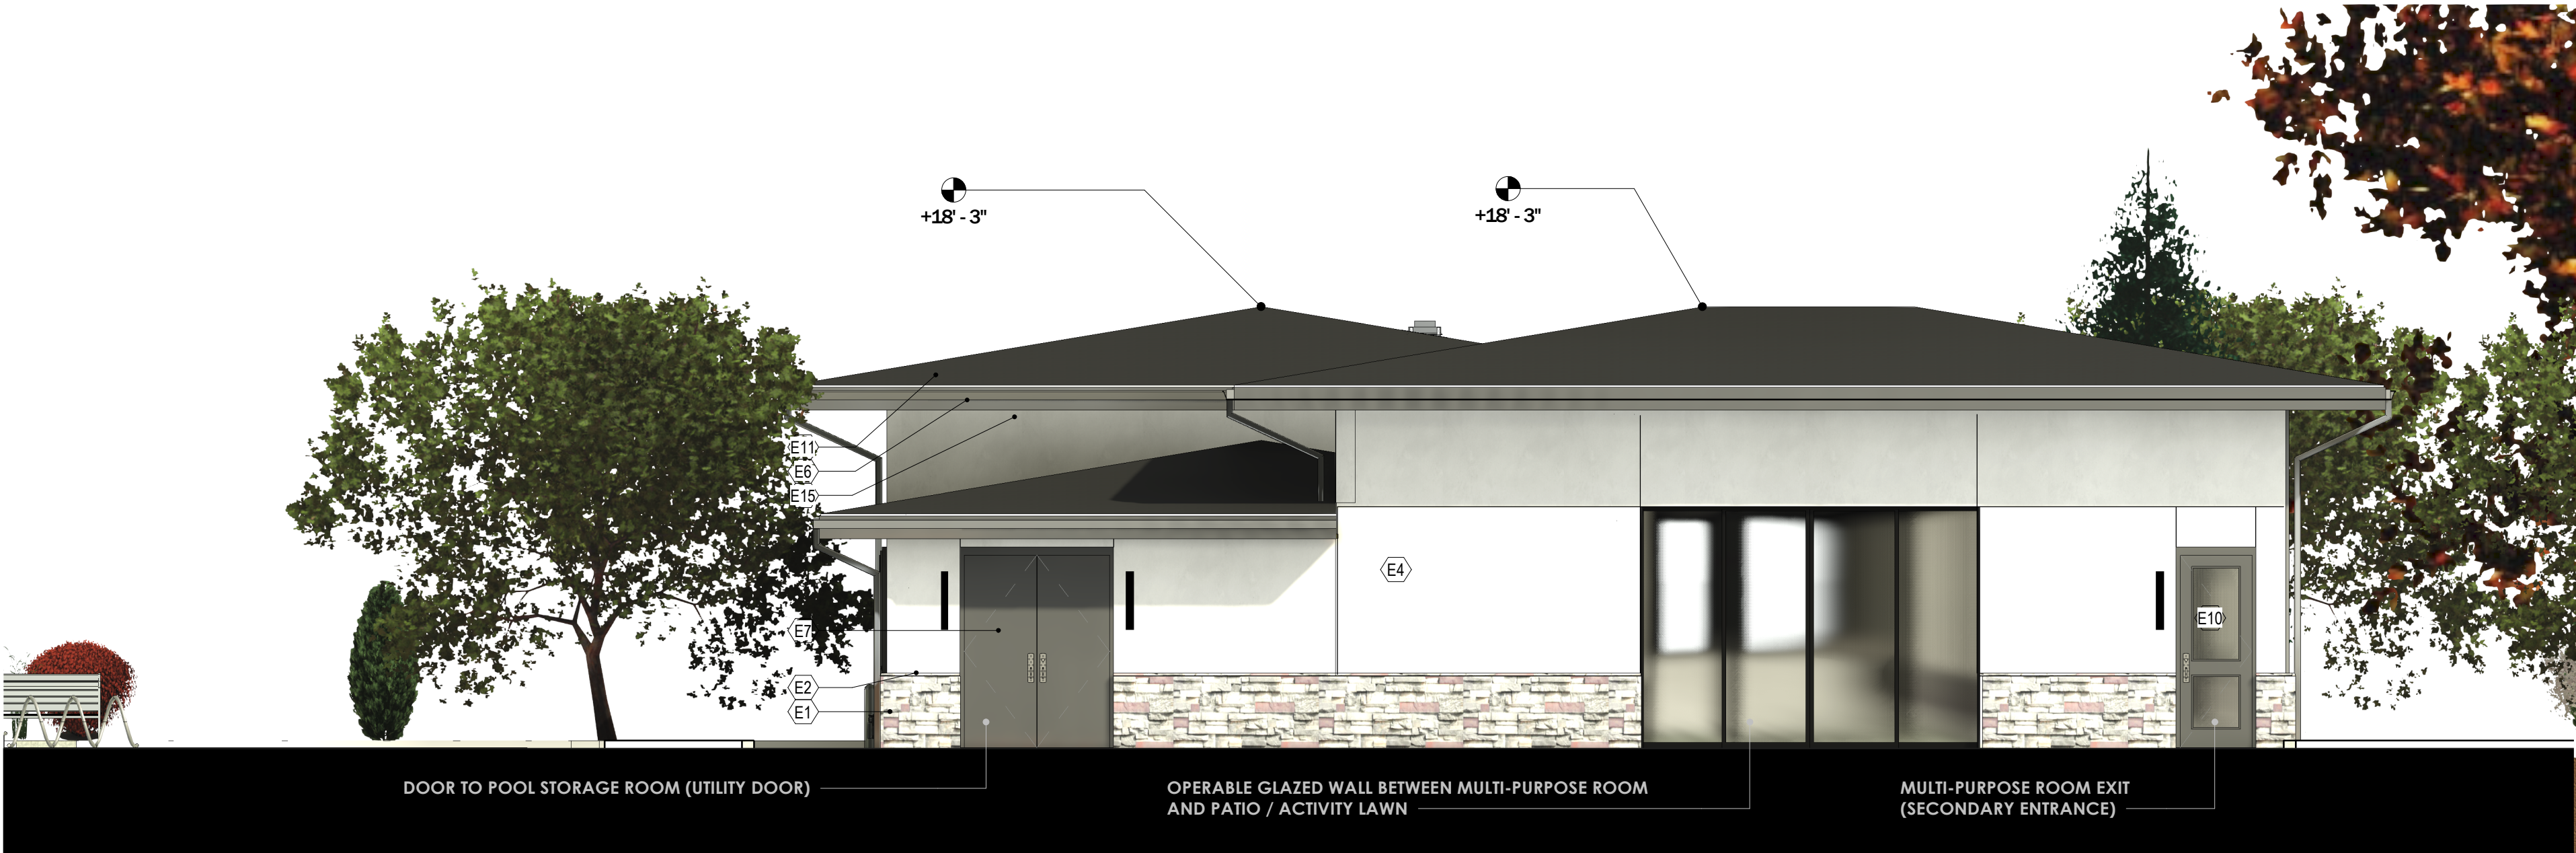 +18' - 3"
+18' - 3"
E11
E6
E15
E4
E7
E10
E2
E1
DOOR TO POOL STORAGE ROOM (UTILITY DOOR)
OPERABLE GLAZED WALL BETWEEN MULTI-PURPOSE ROOM
AND PATIO / ACTIVITY LAWN
MULTI-PURPOSE ROOM EXIT
(SECONDARY ENTRANCE)